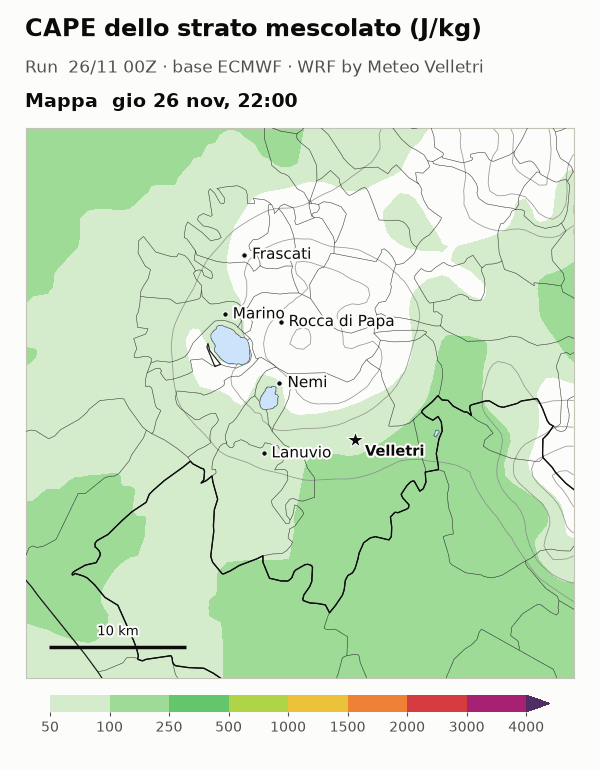 CAPE dello strato mescolato (J/kg)
Run  26/11 00Z · base ECMWF · WRF by Meteo Velletri
Mappa  gio 26 nov, 22:00
Frascati
Marino
Rocca di Papa
Nemi
Velletri
Lanuvio
10 km
50 100 250 500 1000 1500 2000 3000 4000